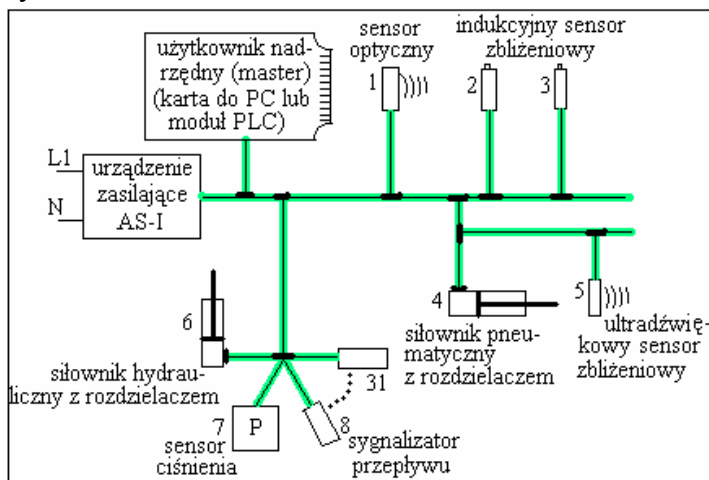 użytkownik nad-
rzędny (master)
(karta do PC lub
moduł PLC)
sensor
optyczny
1
indukcyjny sensor
zbliżeniowy
2
3
L1
N
urządzenie
zasilające
AS-I
4
siłownik pneu-
matyczny
z rozdzielaczem
5
ultradźwię-
kowy sensor
zbliżeniowy
6
siłownik hydrau-
liczny z rozdzielaczem
31
7
P
sensor
ciśnienia
8
sygnalizator
przepływu